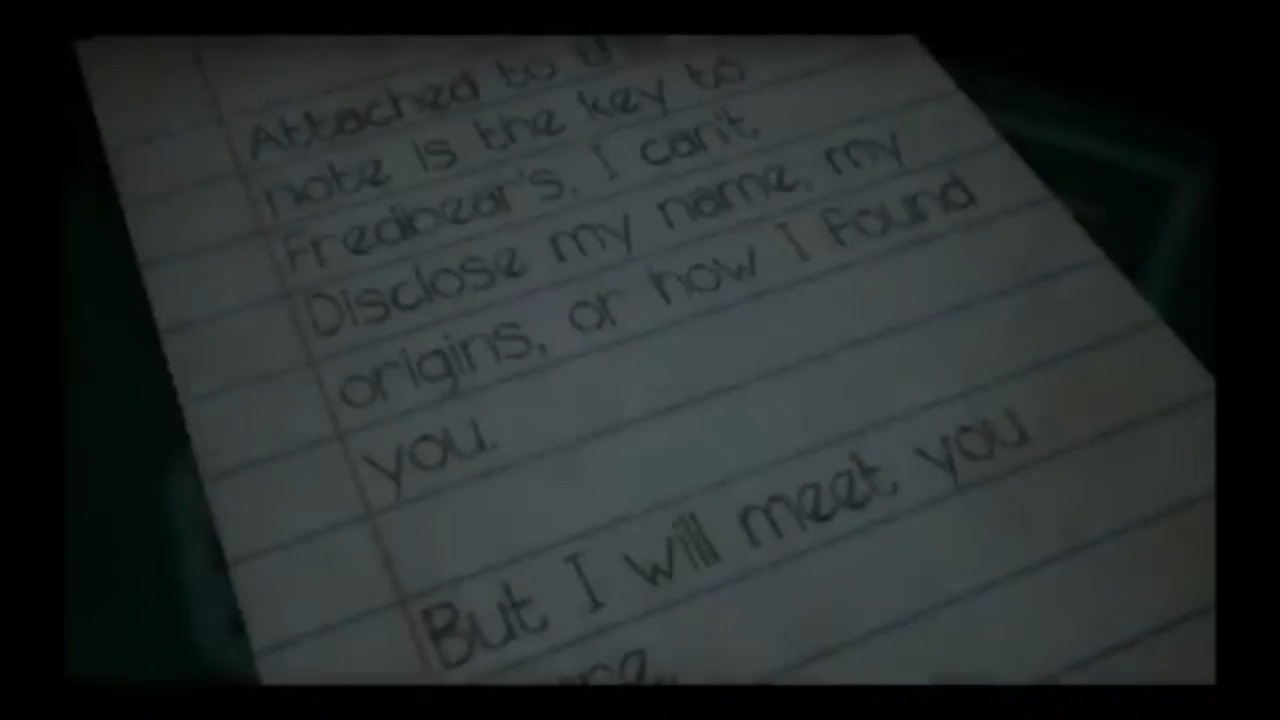 Attached to
note is the key to
Fredbear's. I can't
Disclose my name, my
origins, or how I found
you.
But I will meet you